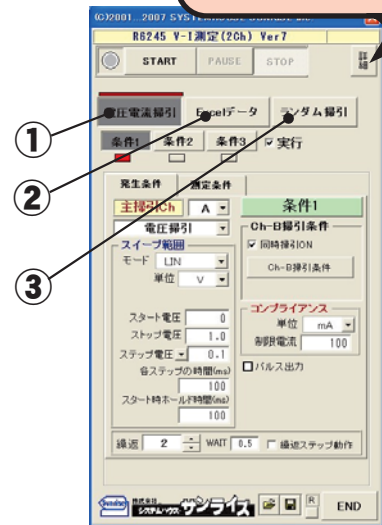 (C)2001...2007 SYSTEMHOUSE SUNRISE Inc.
R6245 V-I測定(2Ch) Ver7
START PAUSE STOP 詳細
電圧電流掃引 Excelデータ ランダム掃引
① ② ③
条件1 条件2 条件3 実行
発生条件 測定条件
主掃引Ch A 条件1
電圧掃引
Ch-B掃引条件
スイープ範囲
同時掃引ON
モード LIN
Ch-B掃引条件
単位 V
コンプライアンス
スタート電圧 0
単位 mA
ストップ電圧 1.0
制限電流 100
ステップ電圧 0.1
パルス出力
各ステップの時間(ms)
100
スタート時ホールド時間(ms)
100
繰返 2 WAIT 0.5 繰返ステップ動作
Sunrise 株式会社 システムハウス サンライズ R END